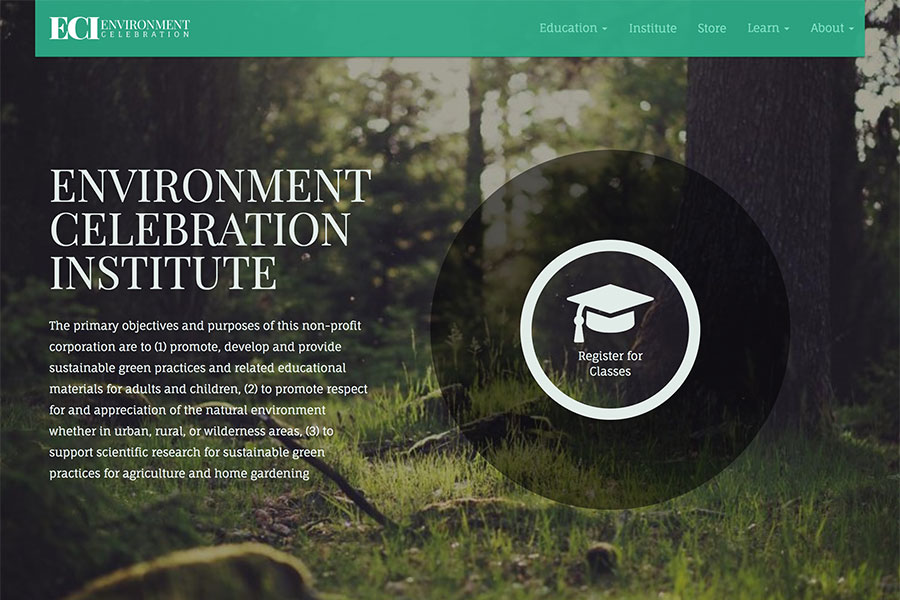 ECI ENVIRONMENT
CELEBRATION
Education Institute Store Learn About
ENVIRONMENT
CELEBRATION
INSTITUTE
The primary objectives and purposes of this non-profit
corporation are to (1) promote, develop and provide
sustainable green practices and related educational
materials for adults and children, (2) to promote respect
for and appreciation of the natural environment
whether in urban, rural, or wilderness areas, (3) to
support scientific research for sustainable green
practices for agriculture and home gardening
Register for
Classes